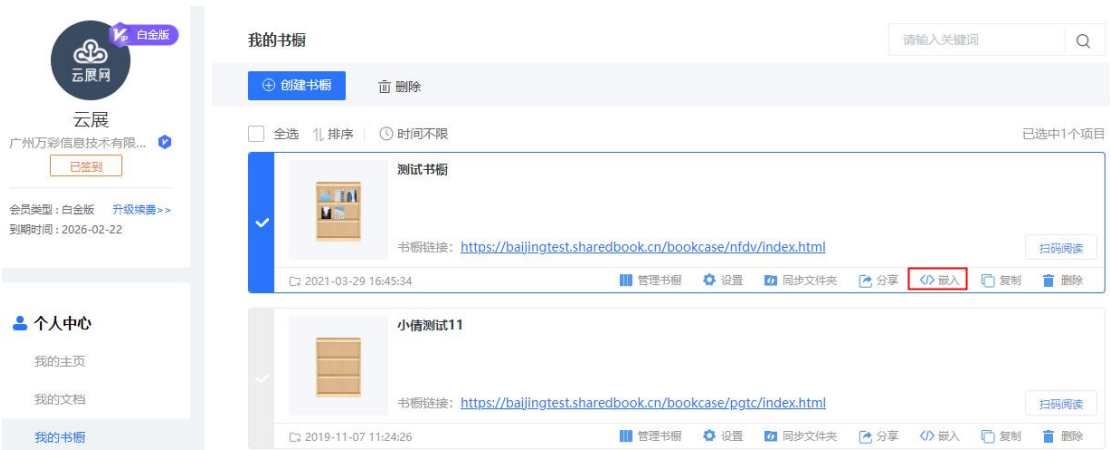 白金版
云展网
云展
广州万彩信息技术有限...
已签到
会员类型：白金版 升级续费>>
到期时间：2026-02-22
个人中心
我的主页
我的文档
我的书橱
我的书橱
请输入关键词
创建书橱 删除
全选 排序 时间不限 已选中1个项目
测试书橱
书橱链接：https://baijingtest.sharedbook.cn/bookcase/nfdv/index.html 扫码阅读
2021-03-29 16:45:34 管理书橱 设置 同步文件夹 分享 嵌入 复制 删除
小倩测试11
书橱链接：https://baijingtest.sharedbook.cn/bookcase/pgtc/index.html 扫码阅读
2019-11-07 11:24:26 管理书橱 设置 同步文件夹 分享 嵌入 复制 删除